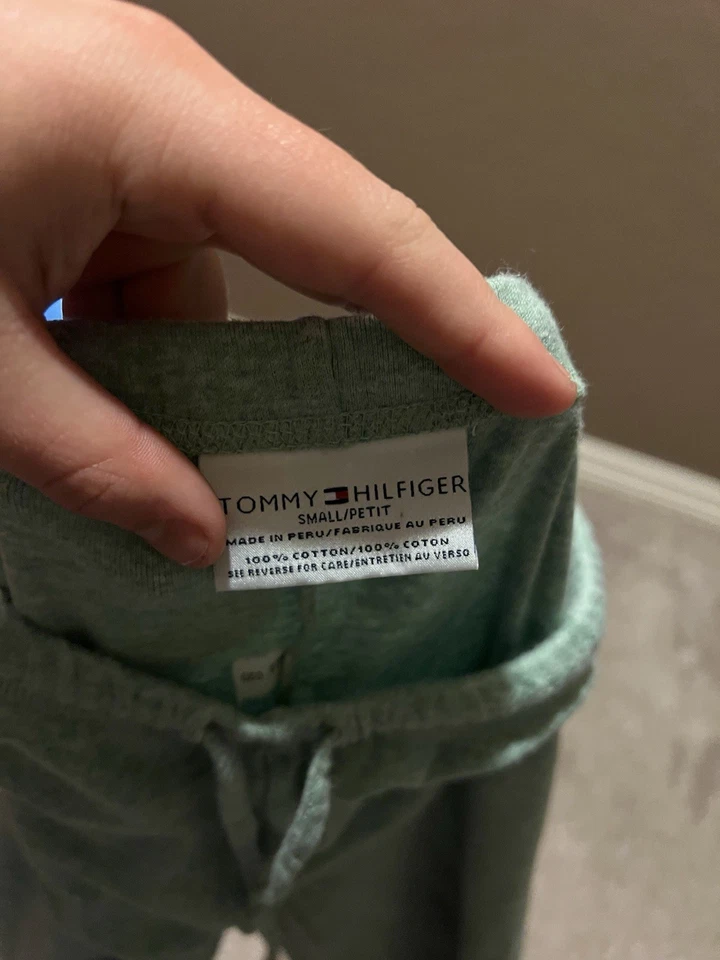 TOMMY HILFIGER
SMALL/PETIT
MADE IN PERU/FABRIQUE AU PERU
100% COTTON/100% COTON
SEE REVERSE FOR CARE/ENTRETIEN AU VERSO